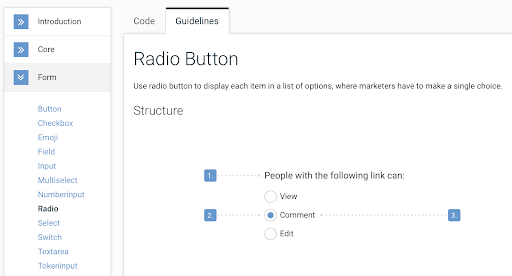 Introduction
Core
Form
Button
Checkbox
Emoji
Field
Input
Multiselect
Numberinput
Radio
Select
Switch
Textarea
Tokeninput
Code
Guidelines
Radio Button
Use radio button to display each item in a list of options, where marketers have to make a single choice.
Structure
1. People with the following link can:
View
2. Comment 3.
Edit